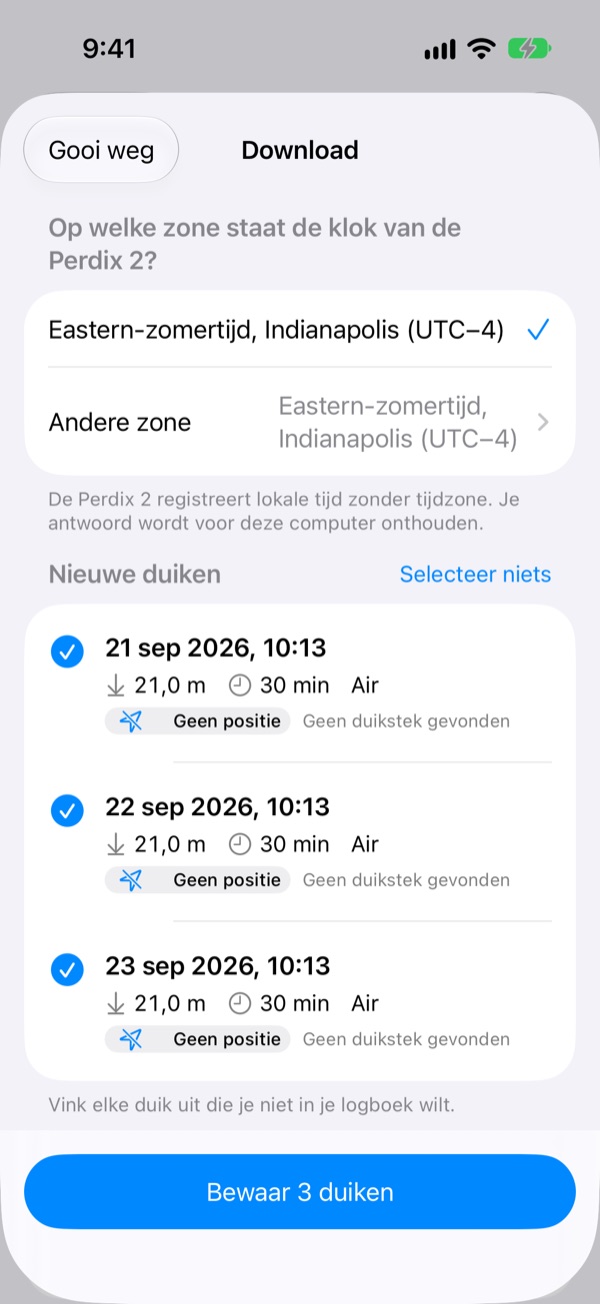 9:41
Gooi weg
Download
Op welke zone staat de klok van de
Perdix 2?
Eastern-zomertijd, Indianapolis (UTC−4)
Andere zone
Eastern-zomertijd,
Indianapolis (UTC−4)
De Perdix 2 registreert lokale tijd zonder tijdzone. Je
antwoord wordt voor deze computer onthouden.
Nieuwe duiken
Selecteer niets
21 sep 2026, 10:13
21,0 m 30 min Air
Geen positie Geen duikstek gevonden
22 sep 2026, 10:13
21,0 m 30 min Air
Geen positie Geen duikstek gevonden
23 sep 2026, 10:13
21,0 m 30 min Air
Geen positie Geen duikstek gevonden
Vink elke duik uit die je niet in je logboek wilt.
Bewaar 3 duiken